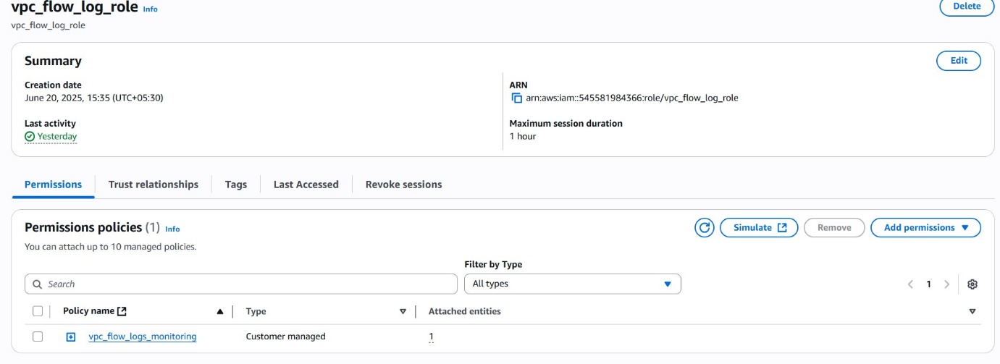 vpc_flow_log_role Info
Delete
vpc_flow_log_role
Summary
Edit
Creation date
June 20, 2025, 15:35 (UTC+05:30)
ARN
arn:aws:iam::545581984366:role/vpc_flow_log_role
Last activity
Yesterday
Maximum session duration
1 hour
Permissions
Trust relationships
Tags
Last Accessed
Revoke sessions
Permissions policies (1) Info
Simulate
Remove
Add permissions
You can attach up to 10 managed policies.
Filter by Type
Search
All types
1
Policy name
Type
Attached entities
vpc_flow_logs_monitoring
Customer managed
1